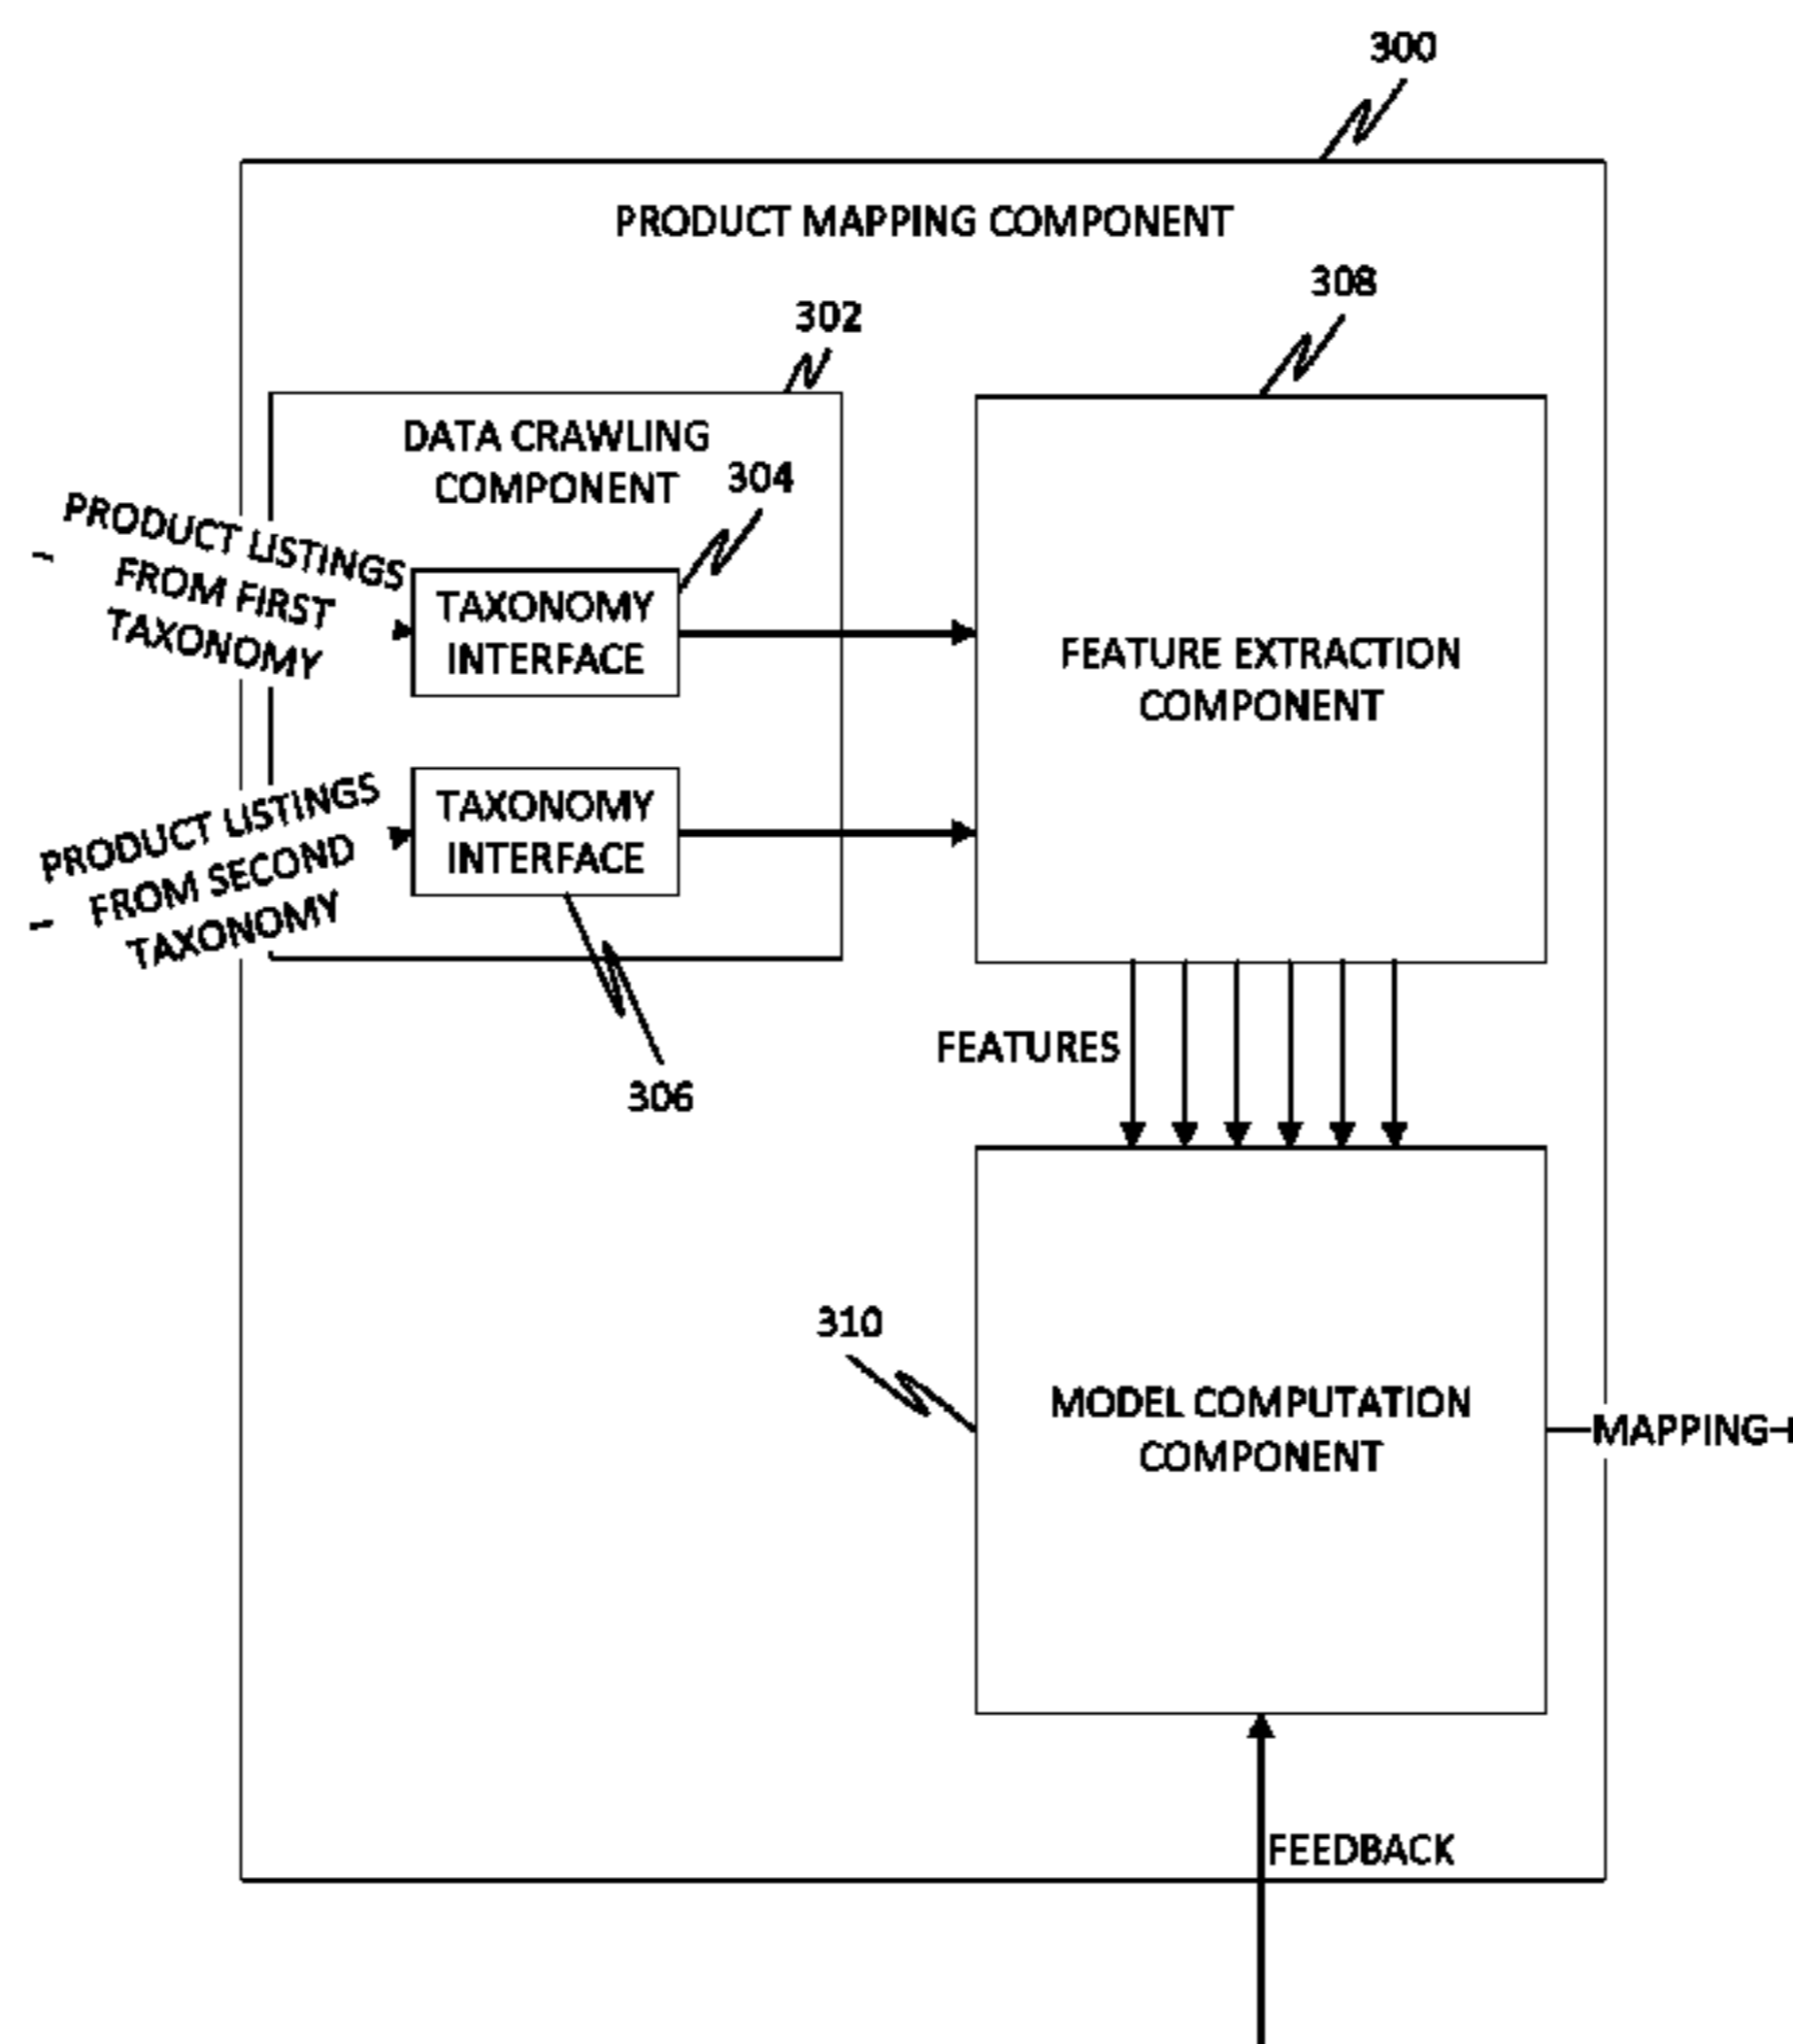 300
PRODUCT MAPPING COMPONENT
308
302
DATA CRAWLING
COMPONENT
304
PRODUCT LISTINGS
FROM FIRST
TAXONOMY
TAXONOMY
INTERFACE
FEATURE EXTRACTION
COMPONENT
PRODUCT LISTINGS
FROM SECOND
TAXONOMY
TAXONOMY
INTERFACE
306
FEATURES
310
MODEL COMPUTATION
COMPONENT
MAPPING
FEEDBACK